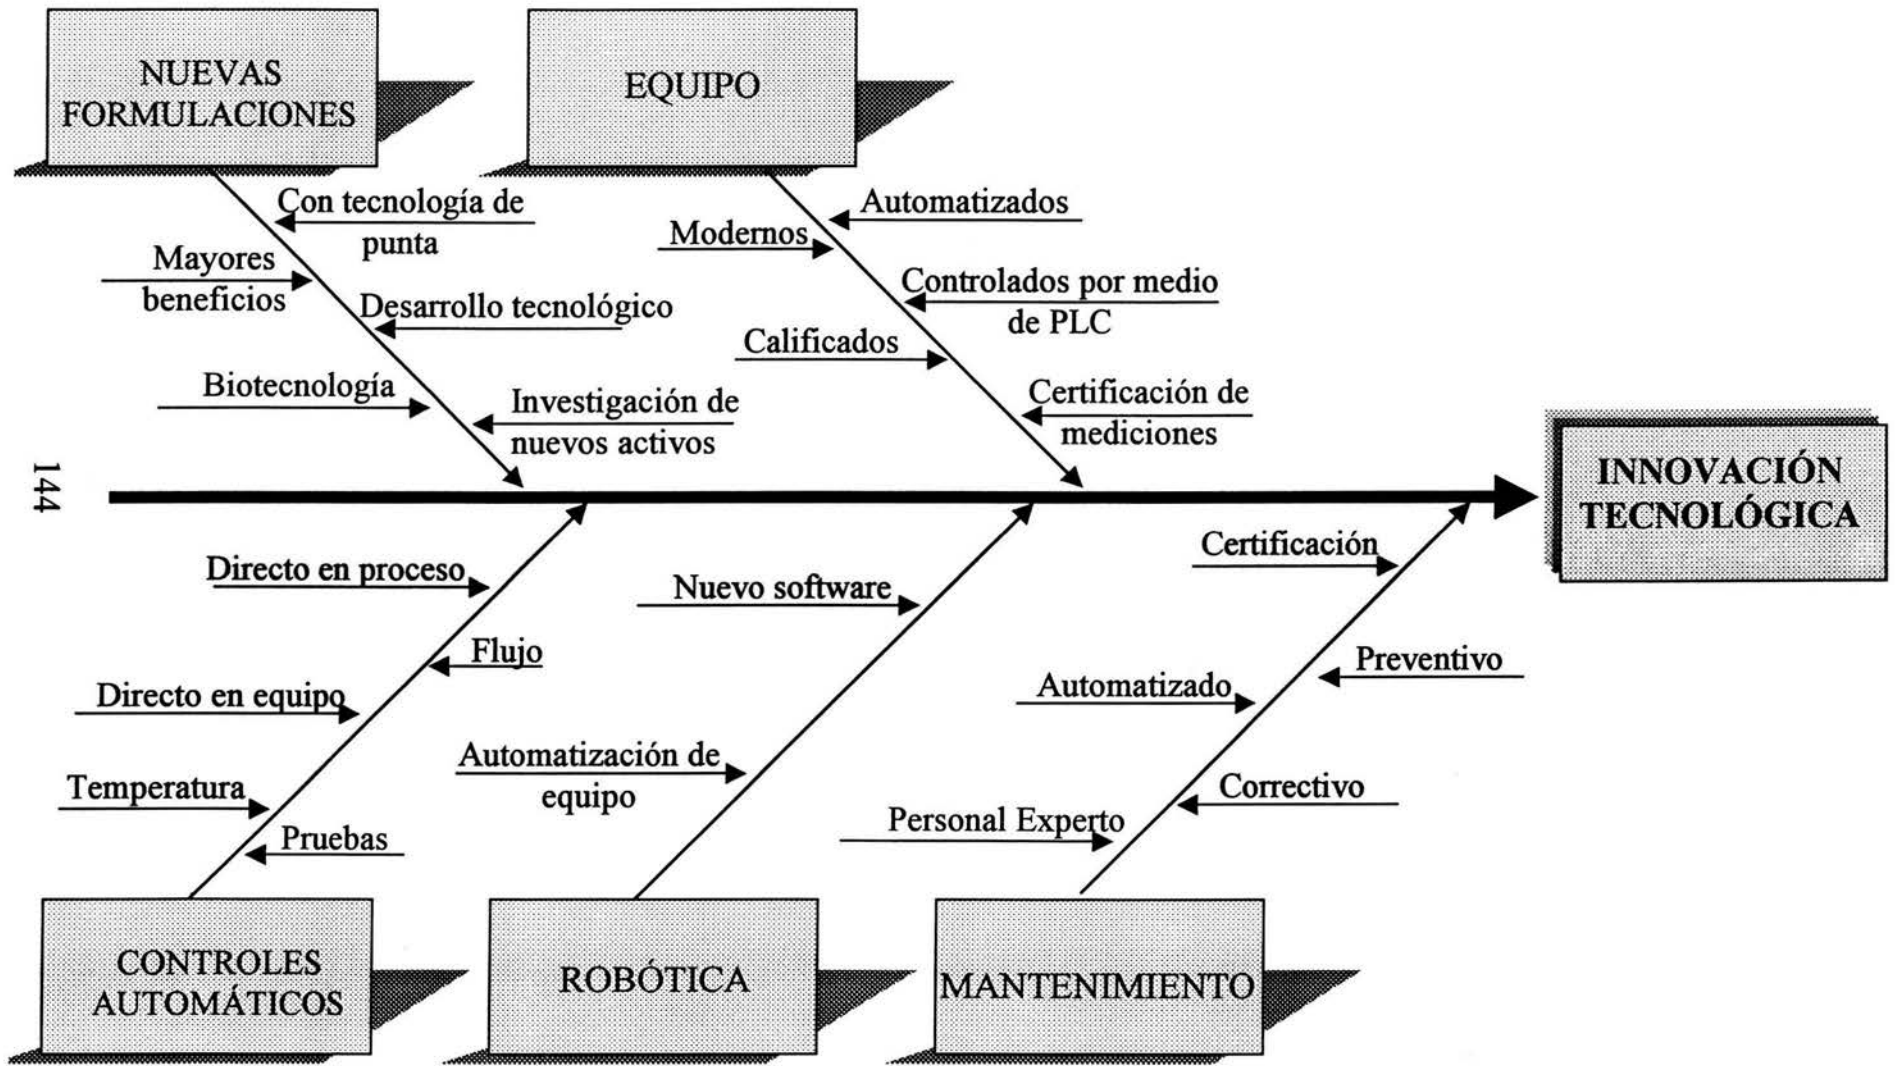 NUEVAS
FORMULACIONES
EQUIPO
Con tecnología de
punta
Mayores
beneficios
Desarrollo tecnológico
Biotecnología
Investigación de
nuevos activos
Automatizados
Modernos
Controlados por medio
de PLC
Calificados
Certificación de
mediciones
INNOVACIÓN
TECNOLÓGICA
144
Directo en proceso
Flujo
Directo en equipo
Temperatura
Pruebas
Nuevo software
Automatización de
equipo
Certificación
Preventivo
Automatizado
Correctivo
Personal Experto
CONTROLES
AUTOMÁTICOS
ROBÓTICA
MANTENIMIENTO